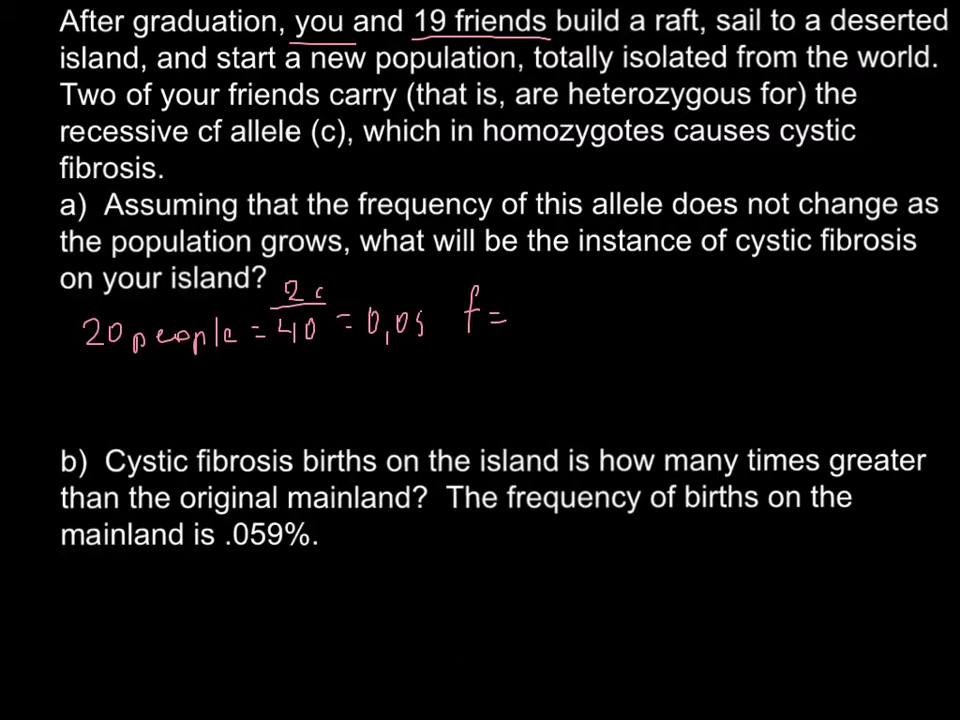 After graduation, you and 19 friends build a raft, sail to a deserted
island, and start a new population, totally isolated from the world.
Two of your friends carry (that is, are heterozygous for) the
recessive cf allele (c), which in homozygotes causes cystic
fibrosis.
a) Assuming that the frequency of this allele does not change as
the population grows, what will be the instance of cystic fibrosis
on your island?
20 people = 2c/40 = 0,05 f =
b) Cystic fibrosis births on the island is how many times greater
than the original mainland? The frequency of births on the
mainland is .059%.